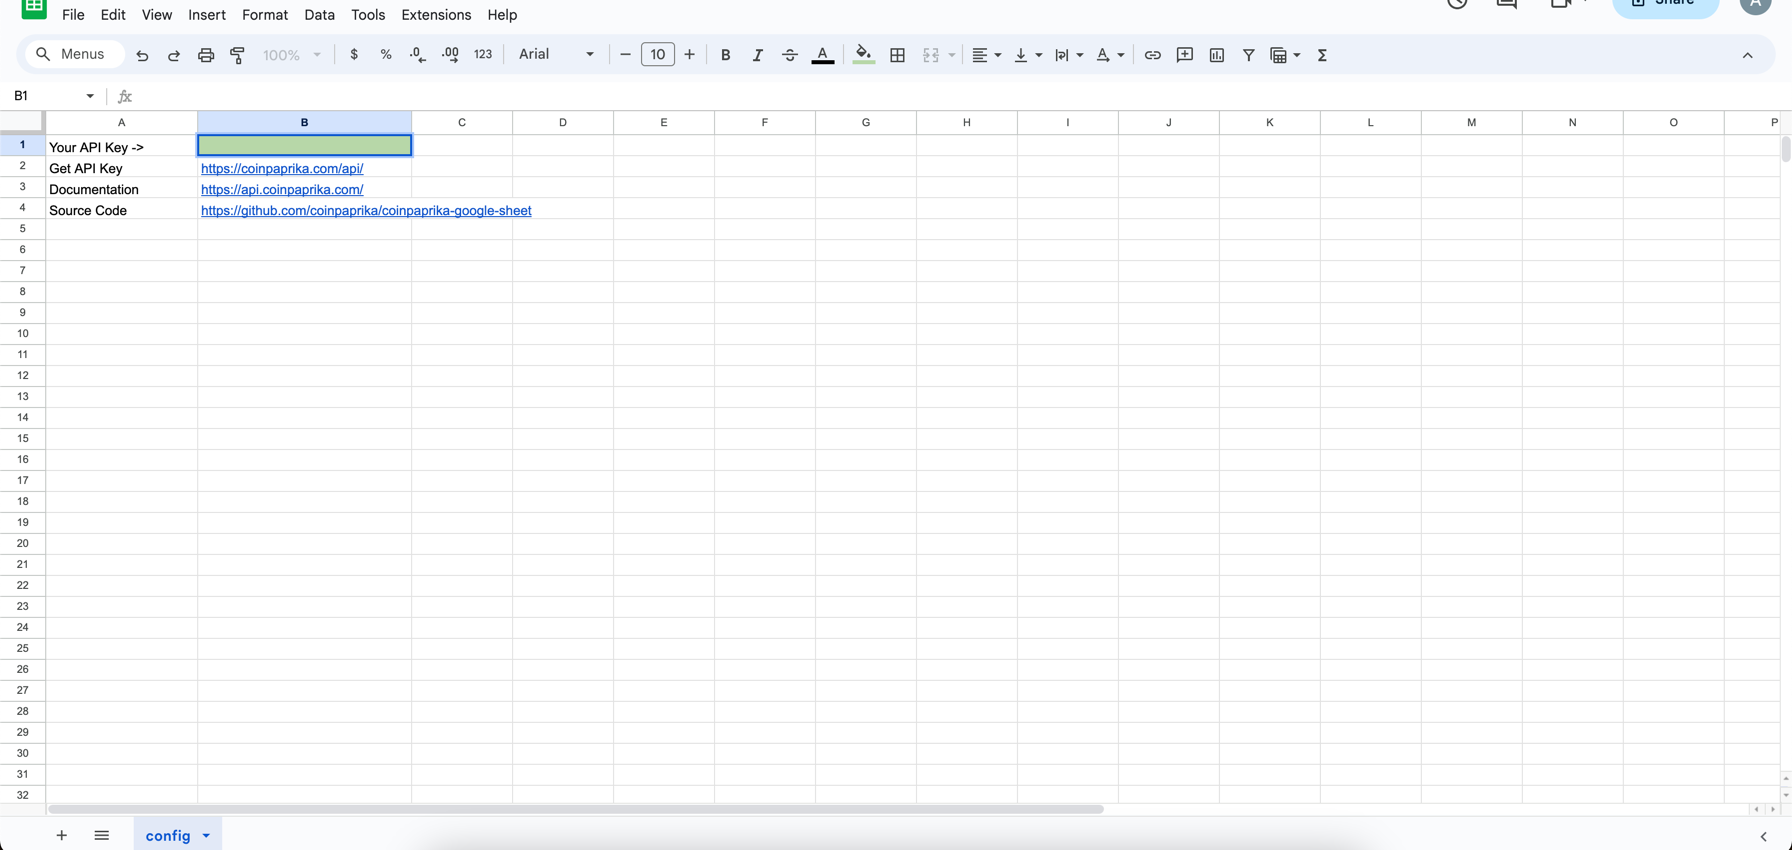 File Edit View Insert Format Data Tools Extensions Help
Share A
Menus 100% $ % .0 .00 123 Arial 10 B I A Σ
B1 fx
A B C D E F G H I J K L M N O P
1 Your API Key ->
2 Get API Key https://coinpaprika.com/api/
3 Documentation https://api.coinpaprika.com/
4 Source Code https://github.com/coinpaprika/coinpaprika-google-sheet
5
6
7
8
9
10
11
12
13
14
15
16
17
18
19
20
21
22
23
24
25
26
27
28
29
30
31
32
config